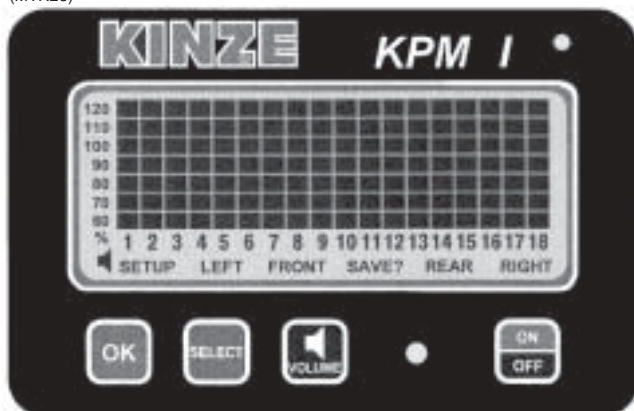 KINZE KPM I
120
110
100
90
80
70
60
% 1 2 3 4 5 6 7 8 9 10 11 12 13 14 15 16 17 18
SETUP LEFT FRONT SAVE? REAR RIGHT
OK SELECT VOLUME ON
OFF